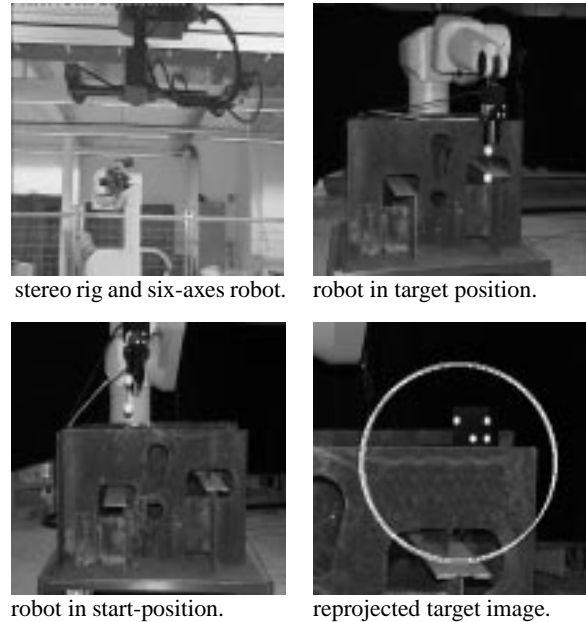 stereo rig and six-axes robot.
robot in target position.
robot in start-position.
reprojected target image.